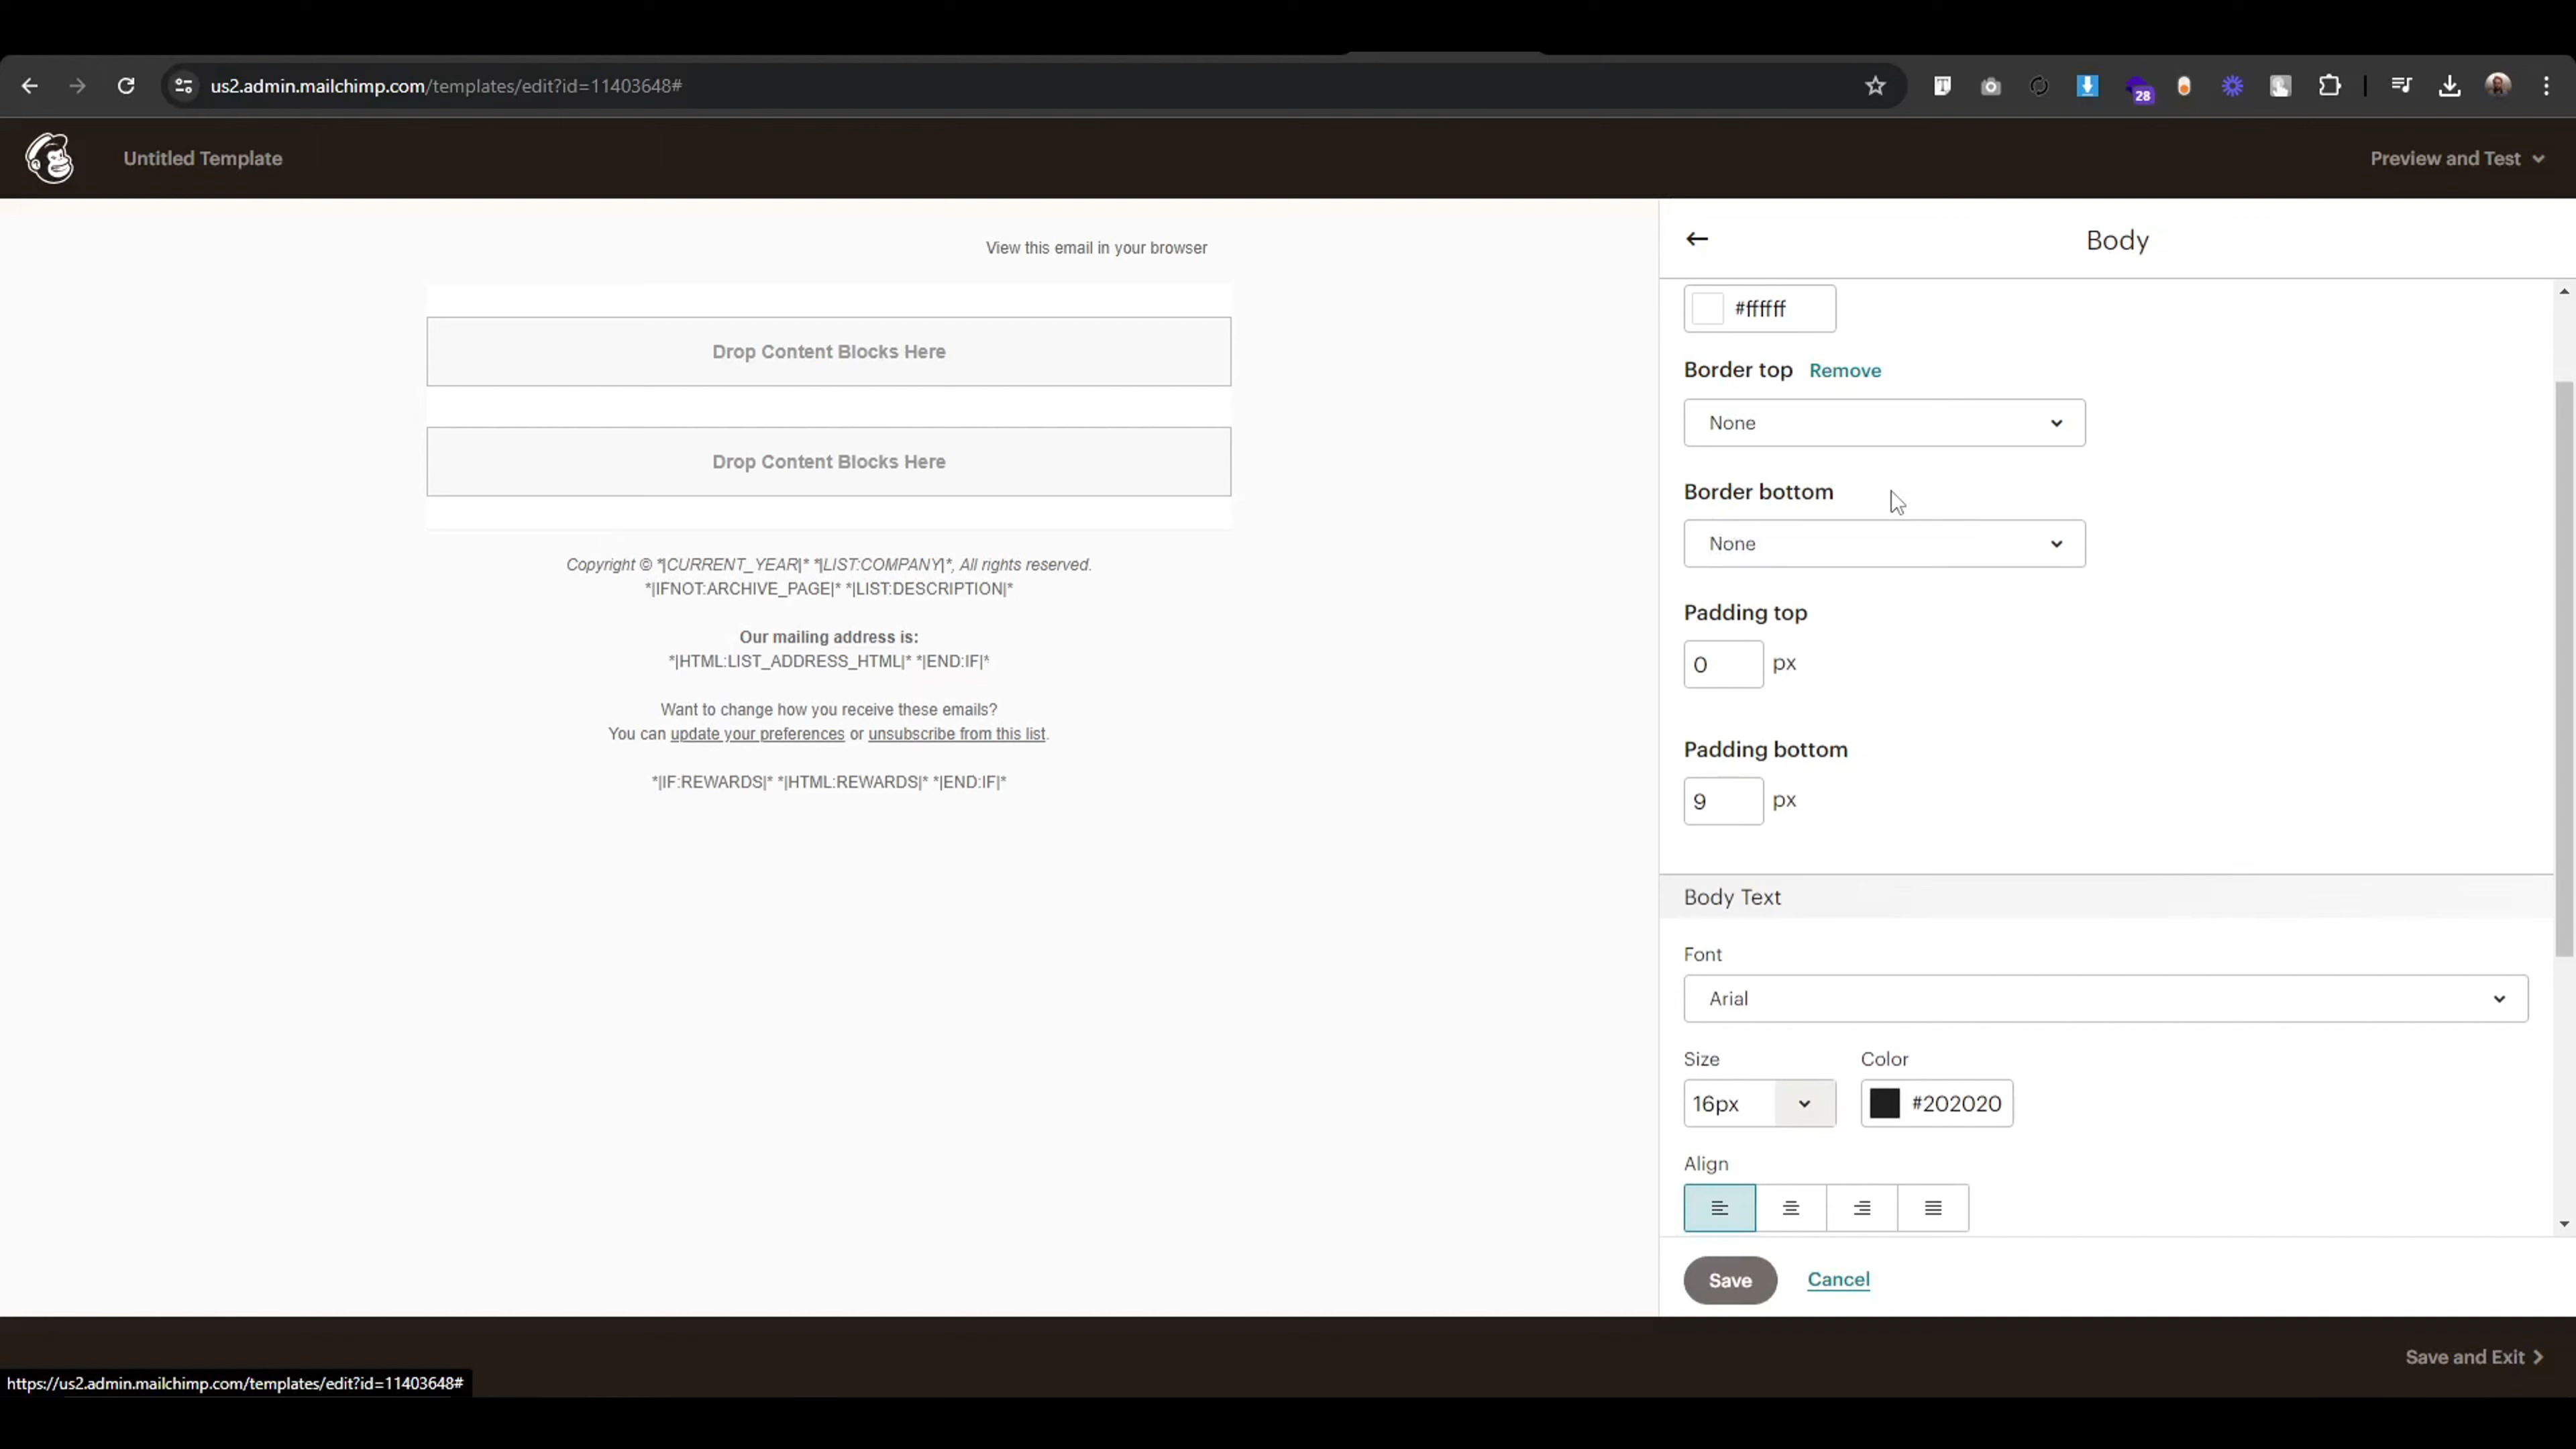 us2.admin.mailchimp.com/templates/edit?id=11403648#
28
Untitled Template
Preview and Test
View this email in your browser
Drop Content Blocks Here
Drop Content Blocks Here
Copyright © *|CURRENT_YEAR|* *|LIST:COMPANY|*, All rights reserved.
*|IFNOT:ARCHIVE_PAGE|* *|LIST:DESCRIPTION|*
Our mailing address is:
*|HTML:LIST_ADDRESS_HTML|* *|END:IF|*
Want to change how you receive these emails?
You can update your preferences or unsubscribe from this list.
*|IF:REWARDS|* *|HTML:REWARDS|* *|END:IF|*
Body
#ffffff
Border top Remove
None
Border bottom
None
Padding top
0 px
Padding bottom
9 px
Body Text
Font
Arial
Size Color
16px #202020
Align
Save Cancel
Save and Exit
https://us2.admin.mailchimp.com/templates/edit?id=11403648#